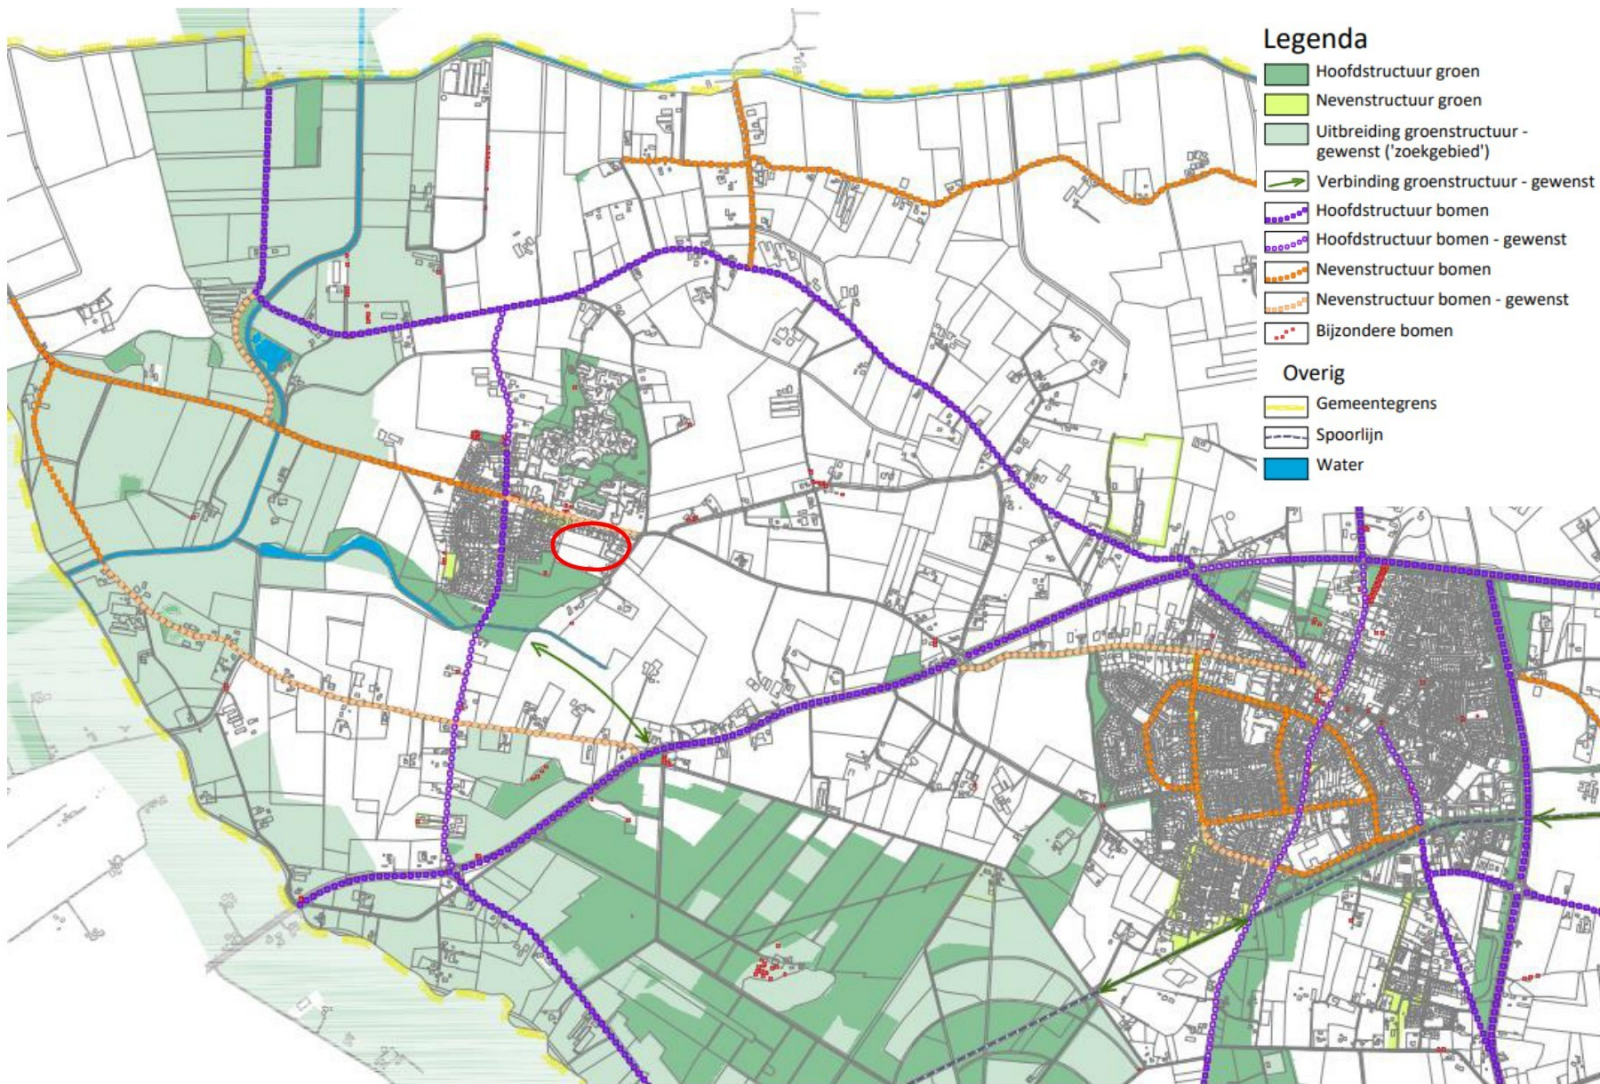 Legenda
Hoofdstructuur groen
Nevenstructuur groen
Uitbreiding groenstructuur -
gewenst ('zoekgebied')
Verbinding groenstructuur - gewenst
Hoofdstructuur bomen
Hoofdstructuur bomen - gewenst
Nevenstructuur bomen
Nevenstructuur bomen - gewenst
Bijzondere bomen
Overig
Gemeentegrens
Spoorlijn
Water